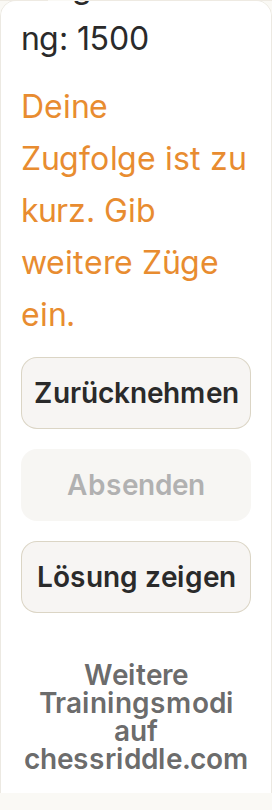 ng: 1500
Deine
Zugfolge ist zu
kurz. Gib
weitere Züge
ein.
Zurücknehmen
Absenden
Lösung zeigen
Weitere
Trainingsmodi
auf
chessriddle.com